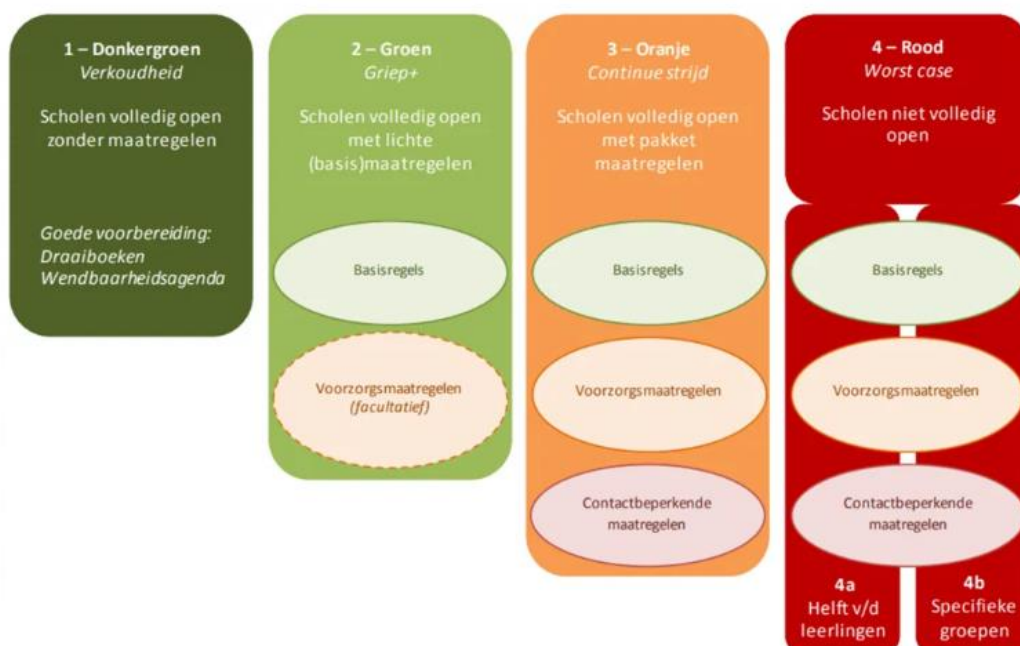 1 – Donkergroen
Verkoudheid
Scholen volledig open
zonder maatregelen
Goede voorbereiding:
Draaiboeken
Wendbaarheidsagenda
2 – Groen
Griep+
Scholen volledig open
met lichte
(basis)maatregelen
Basisregels
Voorzorgsmaatregelen
(facultatief)
3 – Oranje
Continue strijd
Scholen volledig open
met pakket
maatregelen
Basisregels
Voorzorgsmaatregelen
Contactbeperkende
maatregelen
4 – Rood
Worst case
Scholen niet volledig
open
Basisregels
Voorzorgsmaatregelen
Contactbeperkende
maatregelen
4a
Helft v/d
leerlingen
4b
Specifieke
groepen